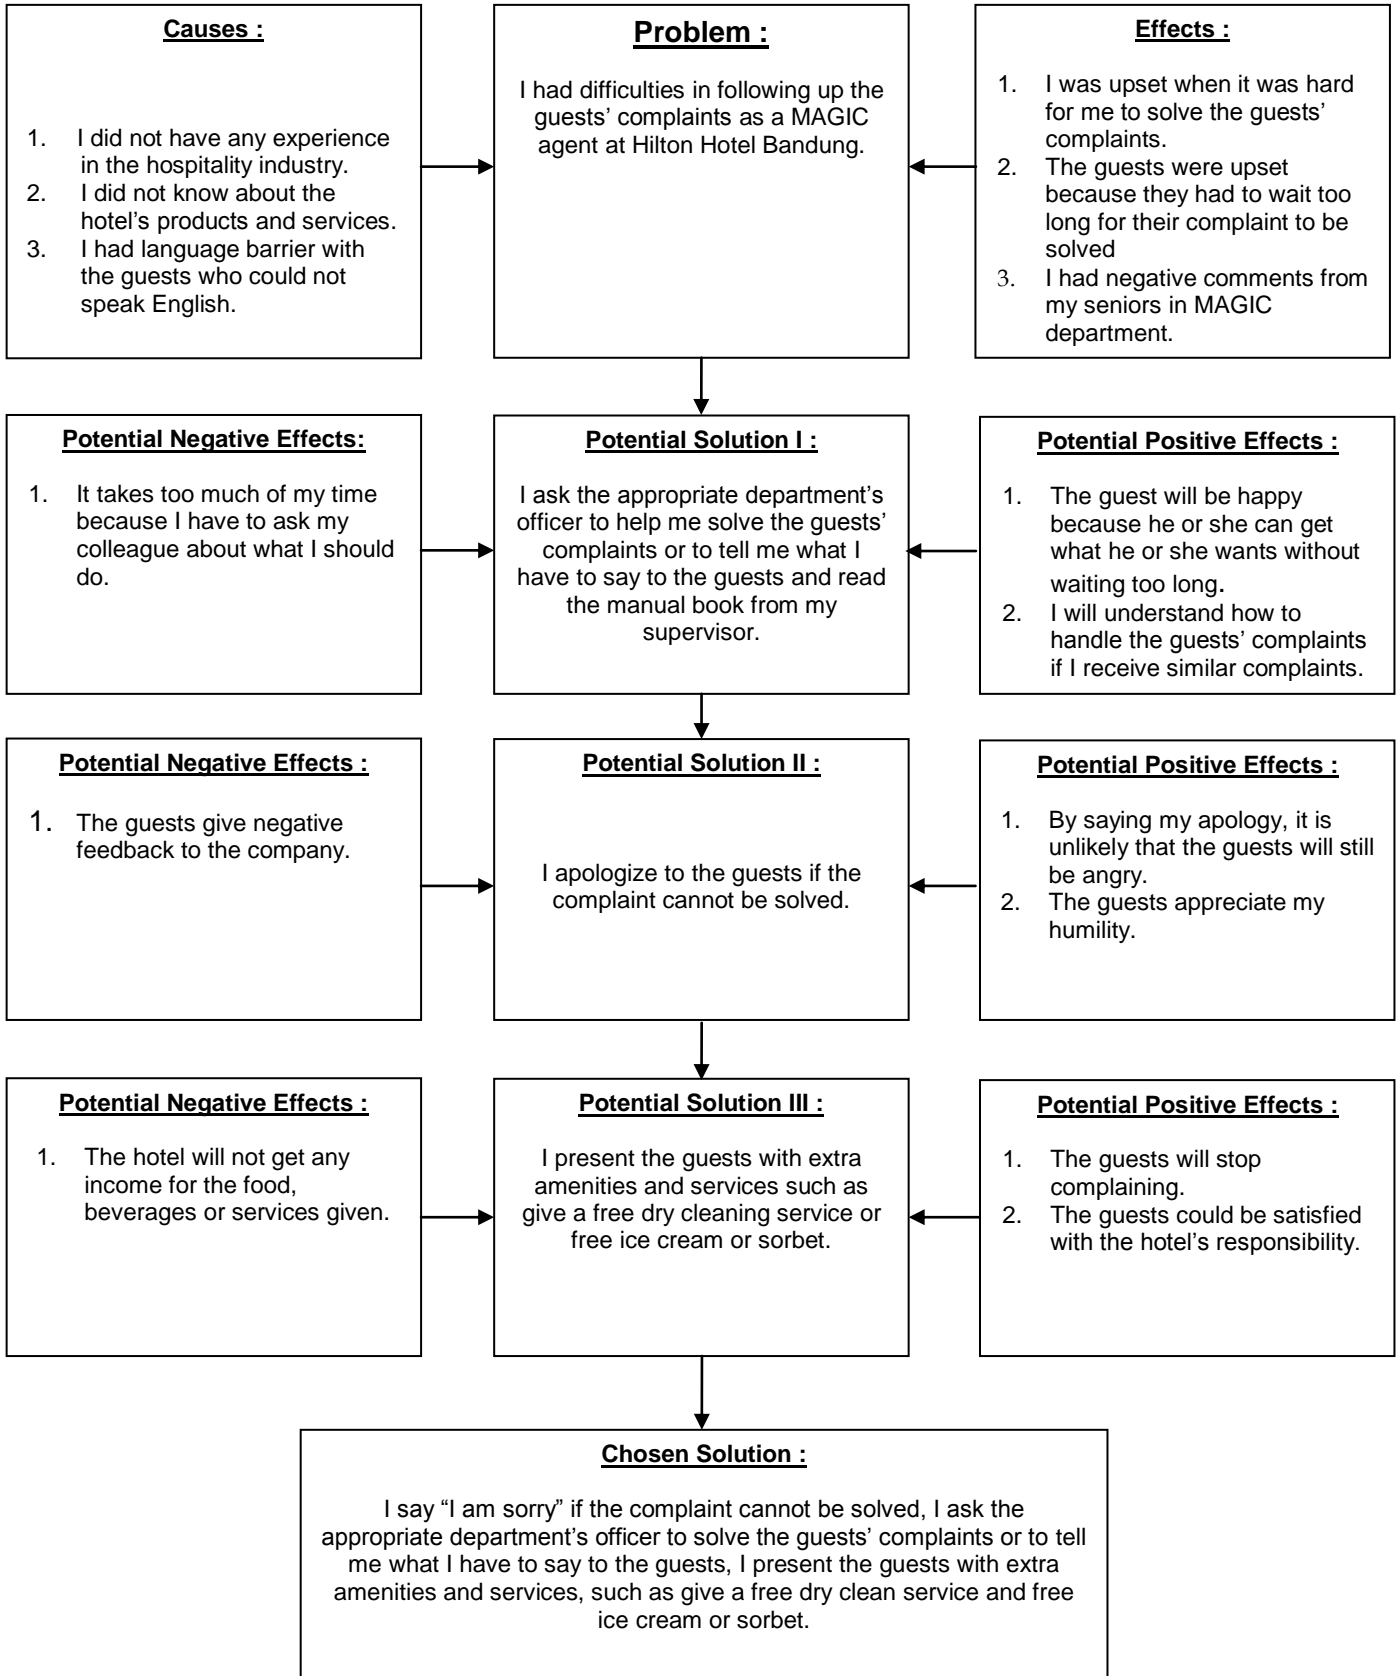 Causes :
1. I did not have any experience
in the hospitality industry.
2. I did not know about the
hotel’s products and services.
3. I had language barrier with
the guests who could not
speak English.
Problem :
I had difficulties in following up the
guests’ complaints as a MAGIC
agent at Hilton Hotel Bandung.
Effects :
1. I was upset when it was hard
for me to solve the guests’
complaints.
2. The guests were upset
because they had to wait too
long for their complaint to be
solved
3. I had negative comments from
my seniors in MAGIC
department.
Potential Negative Effects:
1. It takes too much of my time
because I have to ask my
colleague about what I should
do.
Potential Solution I :
I ask the appropriate department’s
officer to help me solve the guests’
complaints or to tell me what I
have to say to the guests and read
the manual book from my
supervisor.
Potential Positive Effects :
1. The guest will be happy
because he or she can get
what he or she wants without
waiting too long.
2. I will understand how to
handle the guests’ complaints
if I receive similar complaints.
Potential Negative Effects :
1. The guests give negative
feedback to the company.
Potential Solution II :
I apologize to the guests if the
complaint cannot be solved.
Potential Positive Effects :
1. By saying my apology, it is
unlikely that the guests will still
be angry.
2. The guests appreciate my
humility.
Potential Negative Effects :
1. The hotel will not get any
income for the food,
beverages or services given.
Potential Solution III :
I present the guests with extra
amenities and services such as
give a free dry cleaning service or
free ice cream or sorbet.
Potential Positive Effects :
1. The guests will stop
complaining.
2. The guests could be satisfied
with the hotel’s responsibility.
Chosen Solution :
I say “I am sorry” if the complaint cannot be solved, I ask the
appropriate department’s officer to solve the guests’ complaints or to tell
me what I have to say to the guests, I present the guests with extra
amenities and services, such as give a free dry clean service and free
ice cream or sorbet.